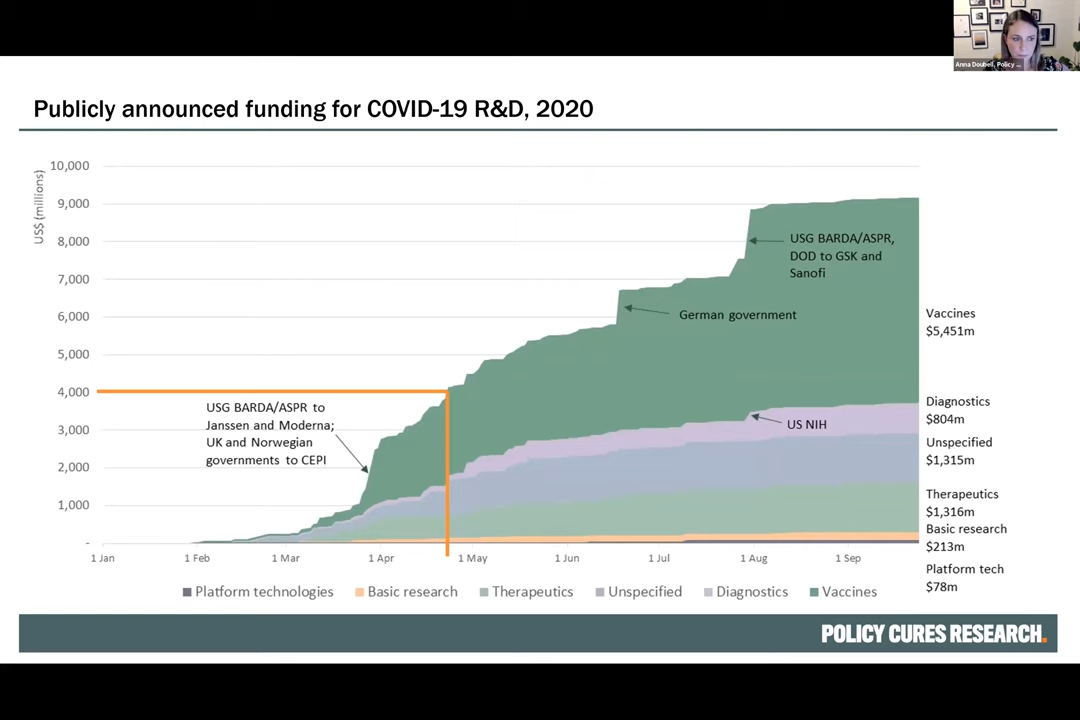 Anna Doubell, Policy ...
Publicly announced funding for COVID-19 R&D, 2020
US$ (millions)
10,000
9,000
8,000
7,000
6,000
5,000
4,000
3,000
2,000
1,000
-
USG BARDA/ASPR to
Janssen and Moderna;
UK and Norwegian
governments to CEPI
German government
USG BARDA/ASPR,
DOD to GSK and
Sanofi
US NIH
Vaccines
$5,451m
Diagnostics
$804m
Unspecified
$1,315m
Therapeutics
$1,316m
Basic research
$213m
Platform tech
$78m
1 Jan 1 Feb 1 Mar 1 Apr 1 May 1 Jun 1 Jul 1 Aug 1 Sep
Platform technologies Basic research Therapeutics Unspecified Diagnostics Vaccines
POLICY CURES RESEARCH.